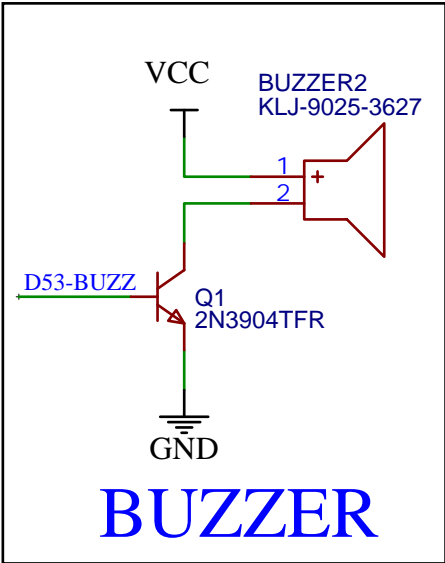 VCC
BUZZER2
KLJ-9025-3627
1
+
2
D53-BUZZ
Q1
2N3904TFR
GND
BUZZER